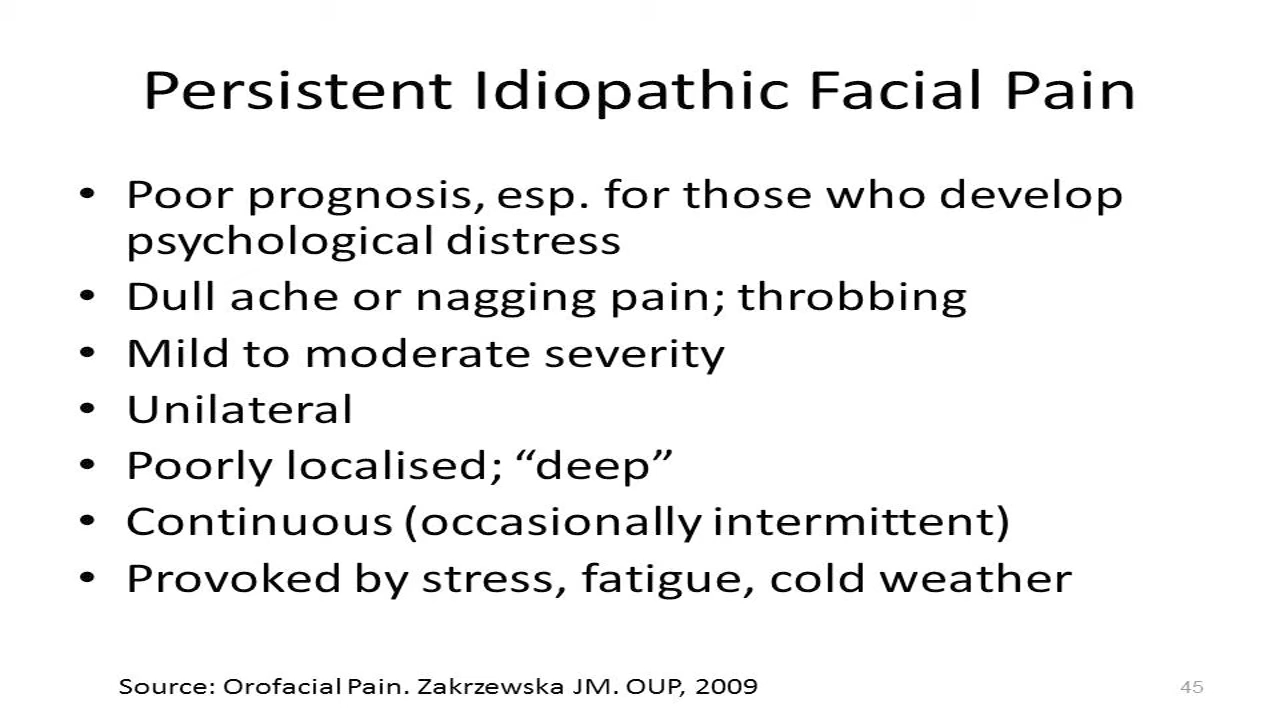 Persistent Idiopathic Facial Pain
• Poor prognosis, esp. for those who develop
psychological distress
• Dull ache or nagging pain; throbbing
• Mild to moderate severity
• Unilateral
• Poorly localised; “deep”
• Continuous (occasionally intermittent)
• Provoked by stress, fatigue, cold weather
Source: Orofacial Pain. Zakrzewska JM. OUP, 2009
45